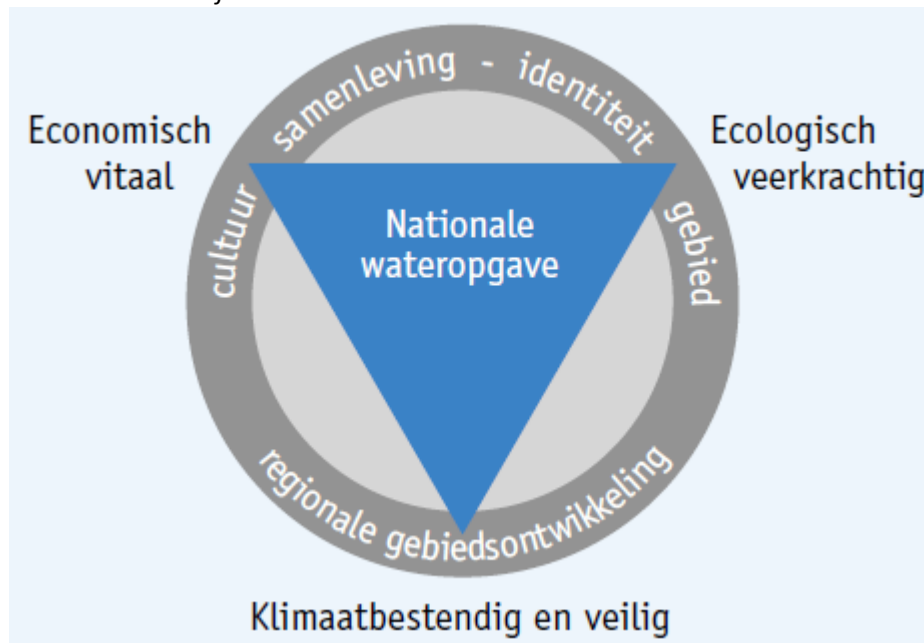 cultuur samenleving - identiteit gebied
Economisch
vitaal
Ecologisch
veerkrachtig
Nationale
wateropgave
regionale gebiedsontwikkeling
Klimaatbestendig en veilig